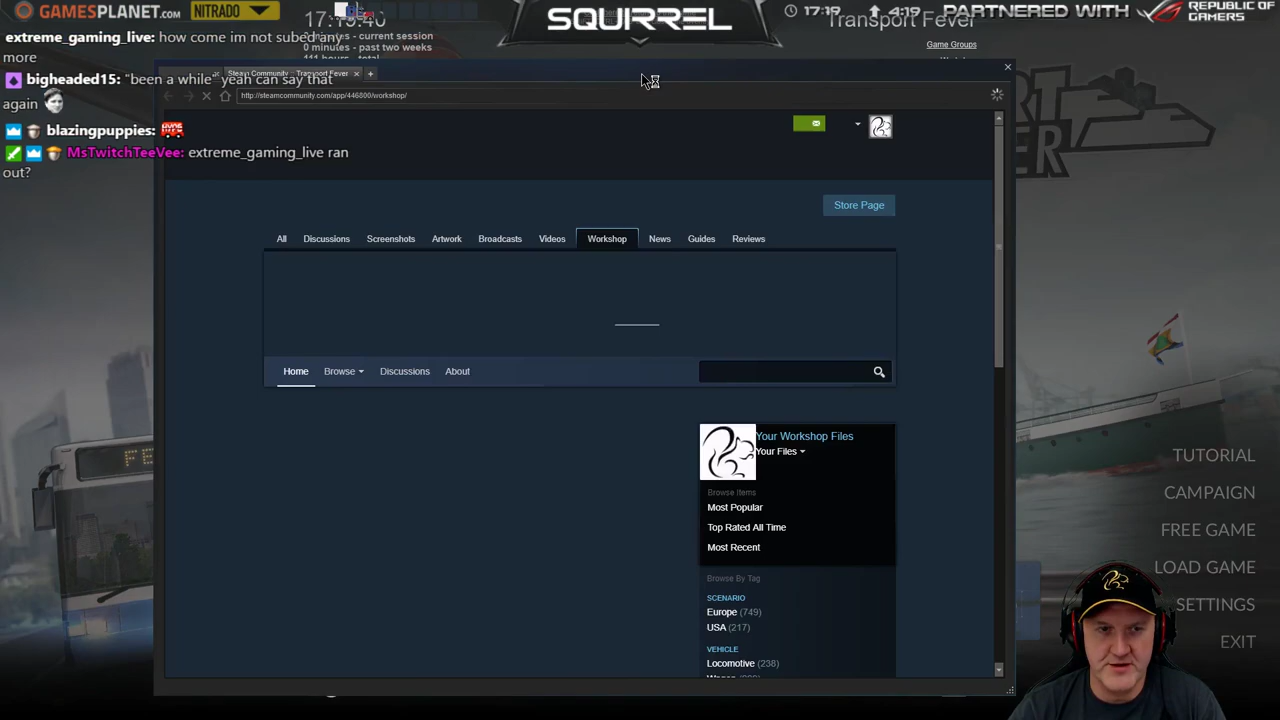 GAMESPLANET.COM
NITRADO
SQUIRREL
17:19
4:19
PARTNERED WITH
REPUBLIC OF
GAMERS
Transport Fever
- current session
0 minutes - past two weeks
111 hours - total
Game Groups
extreme_gaming_live: how come im not subed any
more
bigheaded15: "been a while" yeah can say that
again
blazingpuppies:
MsTwitchTeeVee: extreme_gaming_live ran
out?
Steam Community :: Transport Fever
http://steamcommunity.com/app/446800/workshop/
Store Page
All
Discussions
Screenshots
Artwork
Broadcasts
Videos
Workshop
News
Guides
Reviews
Home
Browse
Discussions
About
Your Workshop Files
Your Files
Browse Items
Most Popular
Top Rated All Time
Most Recent
Browse By Tag
SCENARIO
Europe (749)
USA (217)
VEHICLE
Locomotive (238)
TUTORIAL
CAMPAIGN
FREE GAME
LOAD GAME
SETTINGS
EXIT